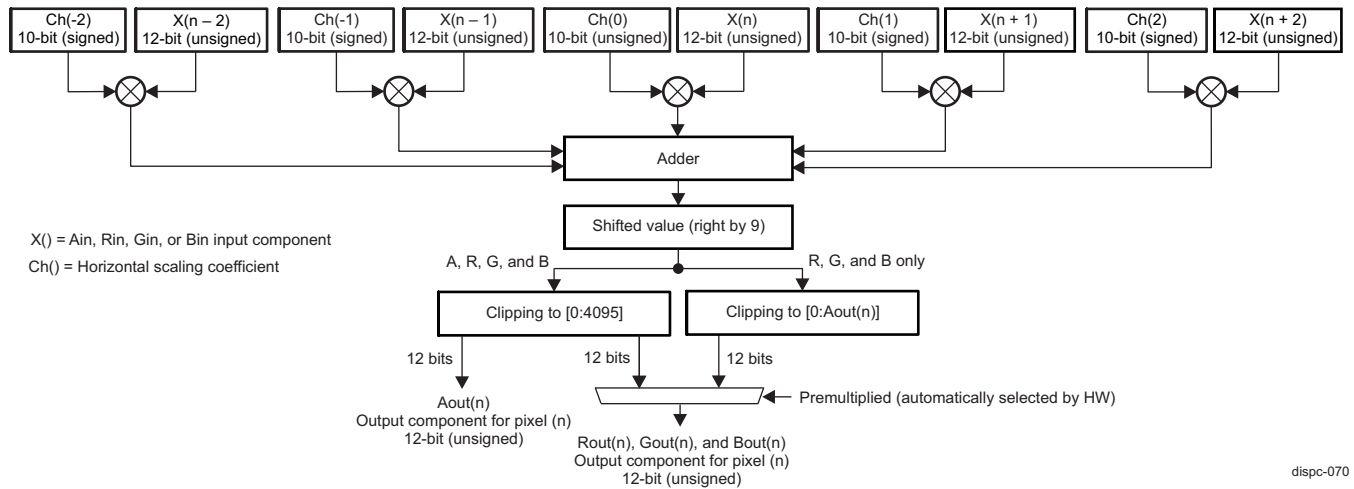 Ch(-2)
10-bit (signed)
X(n – 2)
12-bit (unsigned)
Ch(-1)
10-bit (signed)
X(n – 1)
12-bit (unsigned)
Ch(0)
10-bit (signed)
X(n)
12-bit (unsigned)
Ch(1)
10-bit (signed)
X(n + 1)
12-bit (unsigned)
Ch(2)
10-bit (signed)
X(n + 2)
12-bit (unsigned)
Adder
Shifted value (right by 9)
X() = Ain, Rin, Gin, or Bin input component
Ch() = Horizontal scaling coefficient
A, R, G, and B
R, G, and B only
Clipping to [0:4095]
Clipping to [0:Aout(n)]
12 bits
12 bits
12 bits
Aout(n)
Output component for pixel (n)
12-bit (unsigned)
Premultiplied (automatically selected by HW)
Rout(n), Gout(n), and Bout(n)
Output component for pixel (n)
12-bit (unsigned)
dispc-070